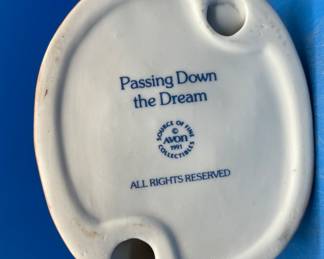 Passing Down
the Dream
SOURCE OF FINE
©
AVON
1991
COLLECTIBLES
ALL RIGHTS RESERVED